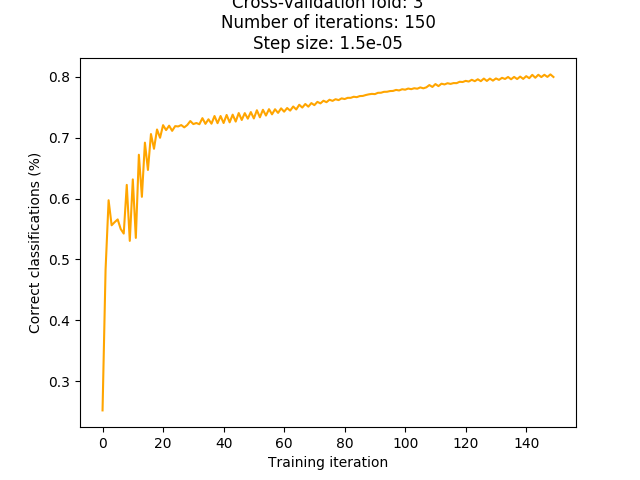 Cross-validation fold: 3
Number of iterations: 150
Step size: 1.5e-05
0.8
0.7
0.6
0.5
0.4
0.3
Correct classifications (%)
0 20 40 60 80 100 120 140
Training iteration